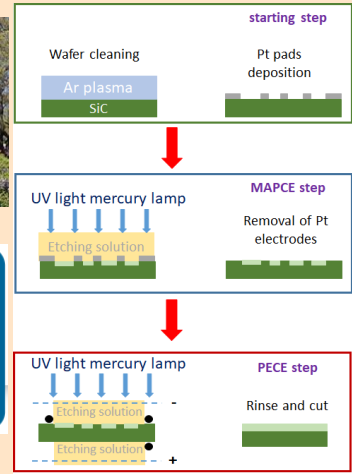 starting step
Wafer cleaning
Pt pads
deposition
Ar plasma
SiC
MAPCE step
UV light mercury lamp
Removal of Pt
electrodes
Etching solution
PECE step
UV light mercury lamp
Etching solution
-
Rinse and cut
Etching solution
+